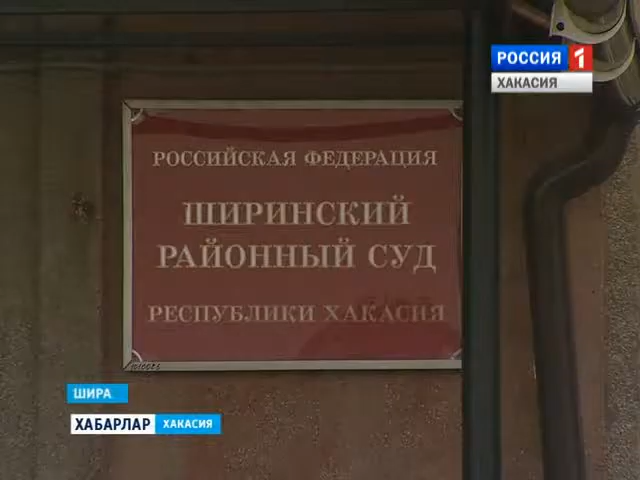 РОССИЯ 1
ХАКАСИЯ
РОССИЙСКАЯ ФЕДЕРАЦИЯ
ШИРИНСКИЙ
РАЙОННЫЙ СУД
РЕСПУБЛИКИ ХАКАСИЯ
ШИРА
ХАБАРЛАР ХАКАСИЯ